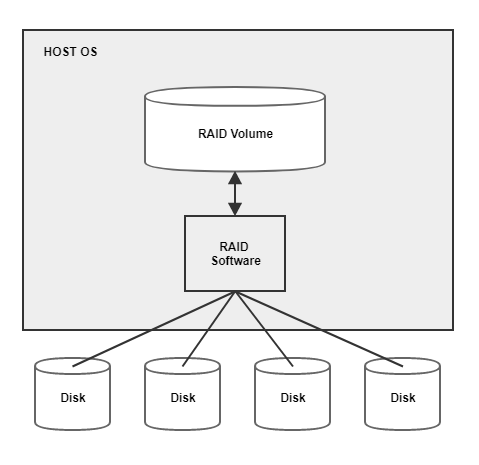 HOST OS
RAID Volume
RAID
Software
Disk
Disk
Disk
Disk